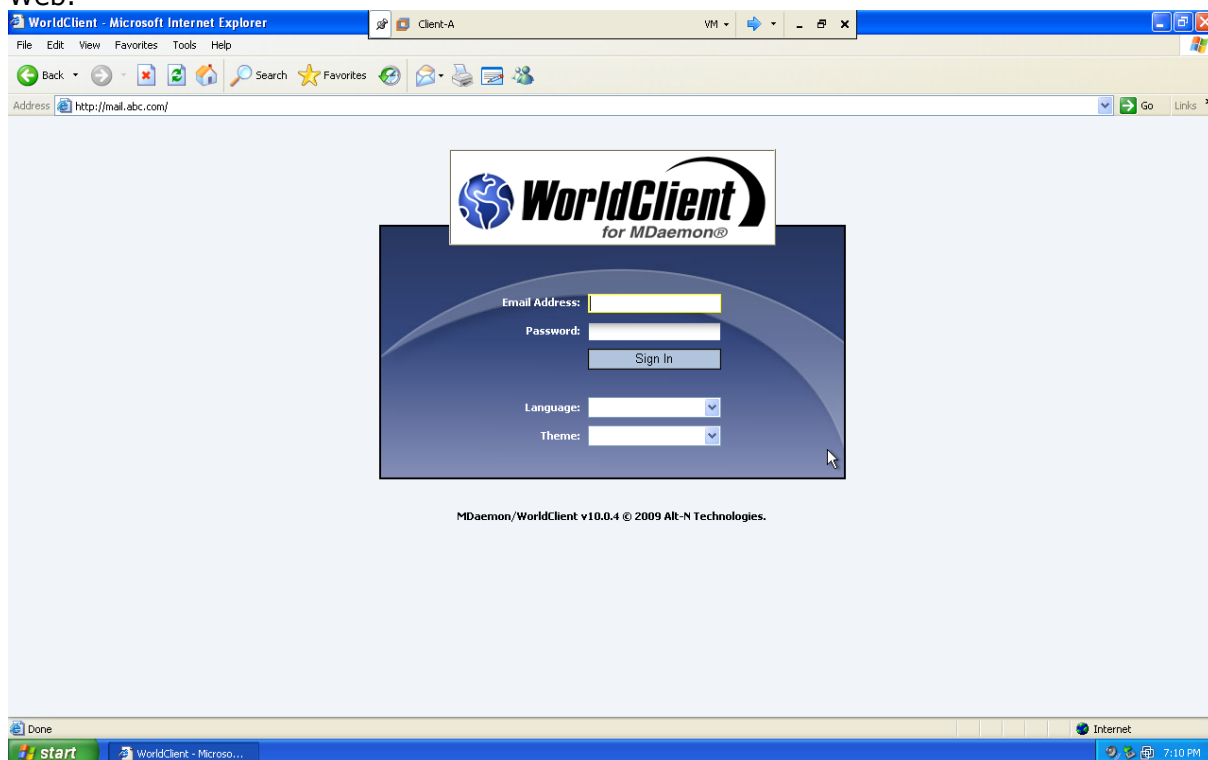 Web:
WorldClient - Microsoft Internet Explorer
Client-A
VM
File Edit View Favorites Tools Help
Back Search Favorites
Address http://mail.abc.com/ Go Links
WorldClient
for MDaemon®
Email Address:
Password:
Sign In
Language:
Theme:
MDaemon/WorldClient v10.0.4 © 2009 Alt-N Technologies.
Done Internet
start WorldClient - Microso... 7:10 PM